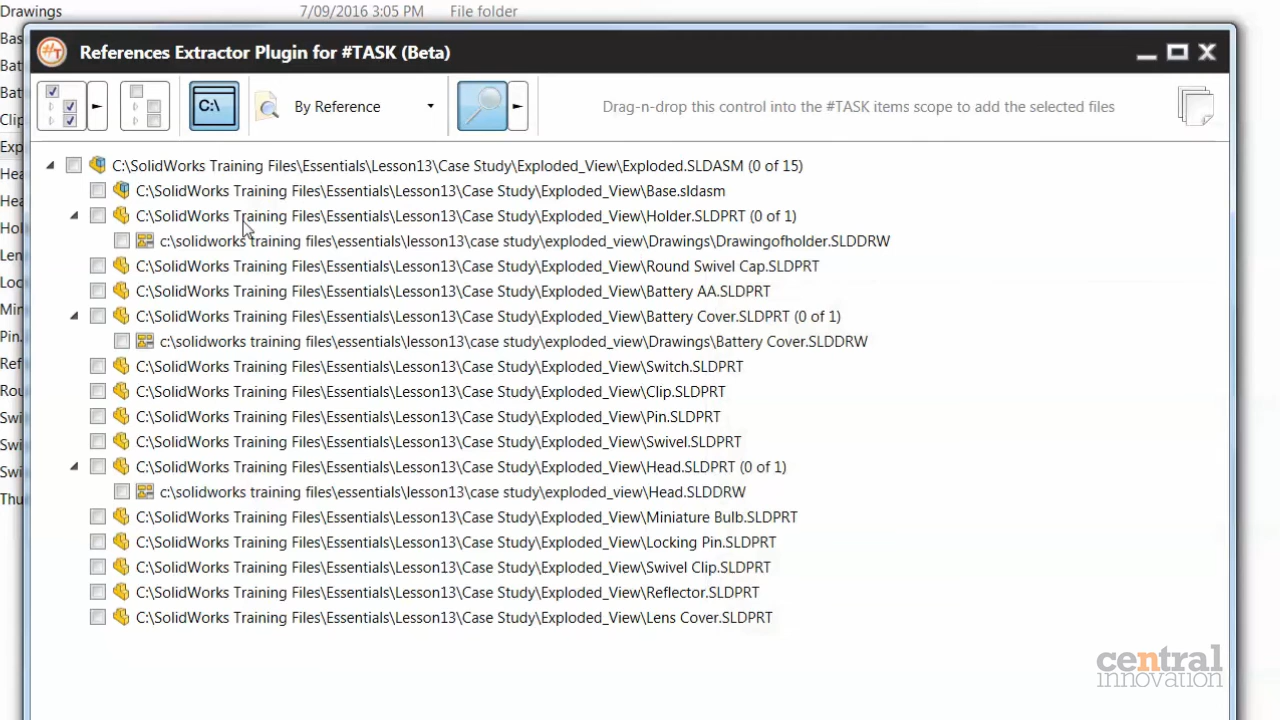 Drawings 7/09/2016 3:05 PM File folder
References Extractor Plugin for #TASK (Beta)
C:\ By Reference Drag-n-drop this control into the #TASK items scope to add the selected files
C:\SolidWorks Training Files\Essentials\Lesson13\Case Study\Exploded_View\Exploded.SLDASM (0 of 15)
C:\SolidWorks Training Files\Essentials\Lesson13\Case Study\Exploded_View\Base.sldasm
C:\SolidWorks Training Files\Essentials\Lesson13\Case Study\Exploded_View\Holder.SLDPRT (0 of 1)
c:\solidworks training files\essentials\lesson13\case study\exploded_view\Drawings\Drawingofholder.SLDDRW
C:\SolidWorks Training Files\Essentials\Lesson13\Case Study\Exploded_View\Round Swivel Cap.SLDPRT
C:\SolidWorks Training Files\Essentials\Lesson13\Case Study\Exploded_View\Battery AA.SLDPRT
C:\SolidWorks Training Files\Essentials\Lesson13\Case Study\Exploded_View\Battery Cover.SLDPRT (0 of 1)
c:\solidworks training files\essentials\lesson13\case study\exploded_view\Drawings\Battery Cover.SLDDRW
C:\SolidWorks Training Files\Essentials\Lesson13\Case Study\Exploded_View\Switch.SLDPRT
C:\SolidWorks Training Files\Essentials\Lesson13\Case Study\Exploded_View\Clip.SLDPRT
C:\SolidWorks Training Files\Essentials\Lesson13\Case Study\Exploded_View\Pin.SLDPRT
C:\SolidWorks Training Files\Essentials\Lesson13\Case Study\Exploded_View\Swivel.SLDPRT
C:\SolidWorks Training Files\Essentials\Lesson13\Case Study\Exploded_View\Head.SLDPRT (0 of 1)
c:\solidworks training files\essentials\lesson13\case study\exploded_view\Head.SLDDRW
C:\SolidWorks Training Files\Essentials\Lesson13\Case Study\Exploded_View\Miniature Bulb.SLDPRT
C:\SolidWorks Training Files\Essentials\Lesson13\Case Study\Exploded_View\Locking Pin.SLDPRT
C:\SolidWorks Training Files\Essentials\Lesson13\Case Study\Exploded_View\Swivel Clip.SLDPRT
C:\SolidWorks Training Files\Essentials\Lesson13\Case Study\Exploded_View\Reflector.SLDPRT
C:\SolidWorks Training Files\Essentials\Lesson13\Case Study\Exploded_View\Lens Cover.SLDPRT
central
innovation